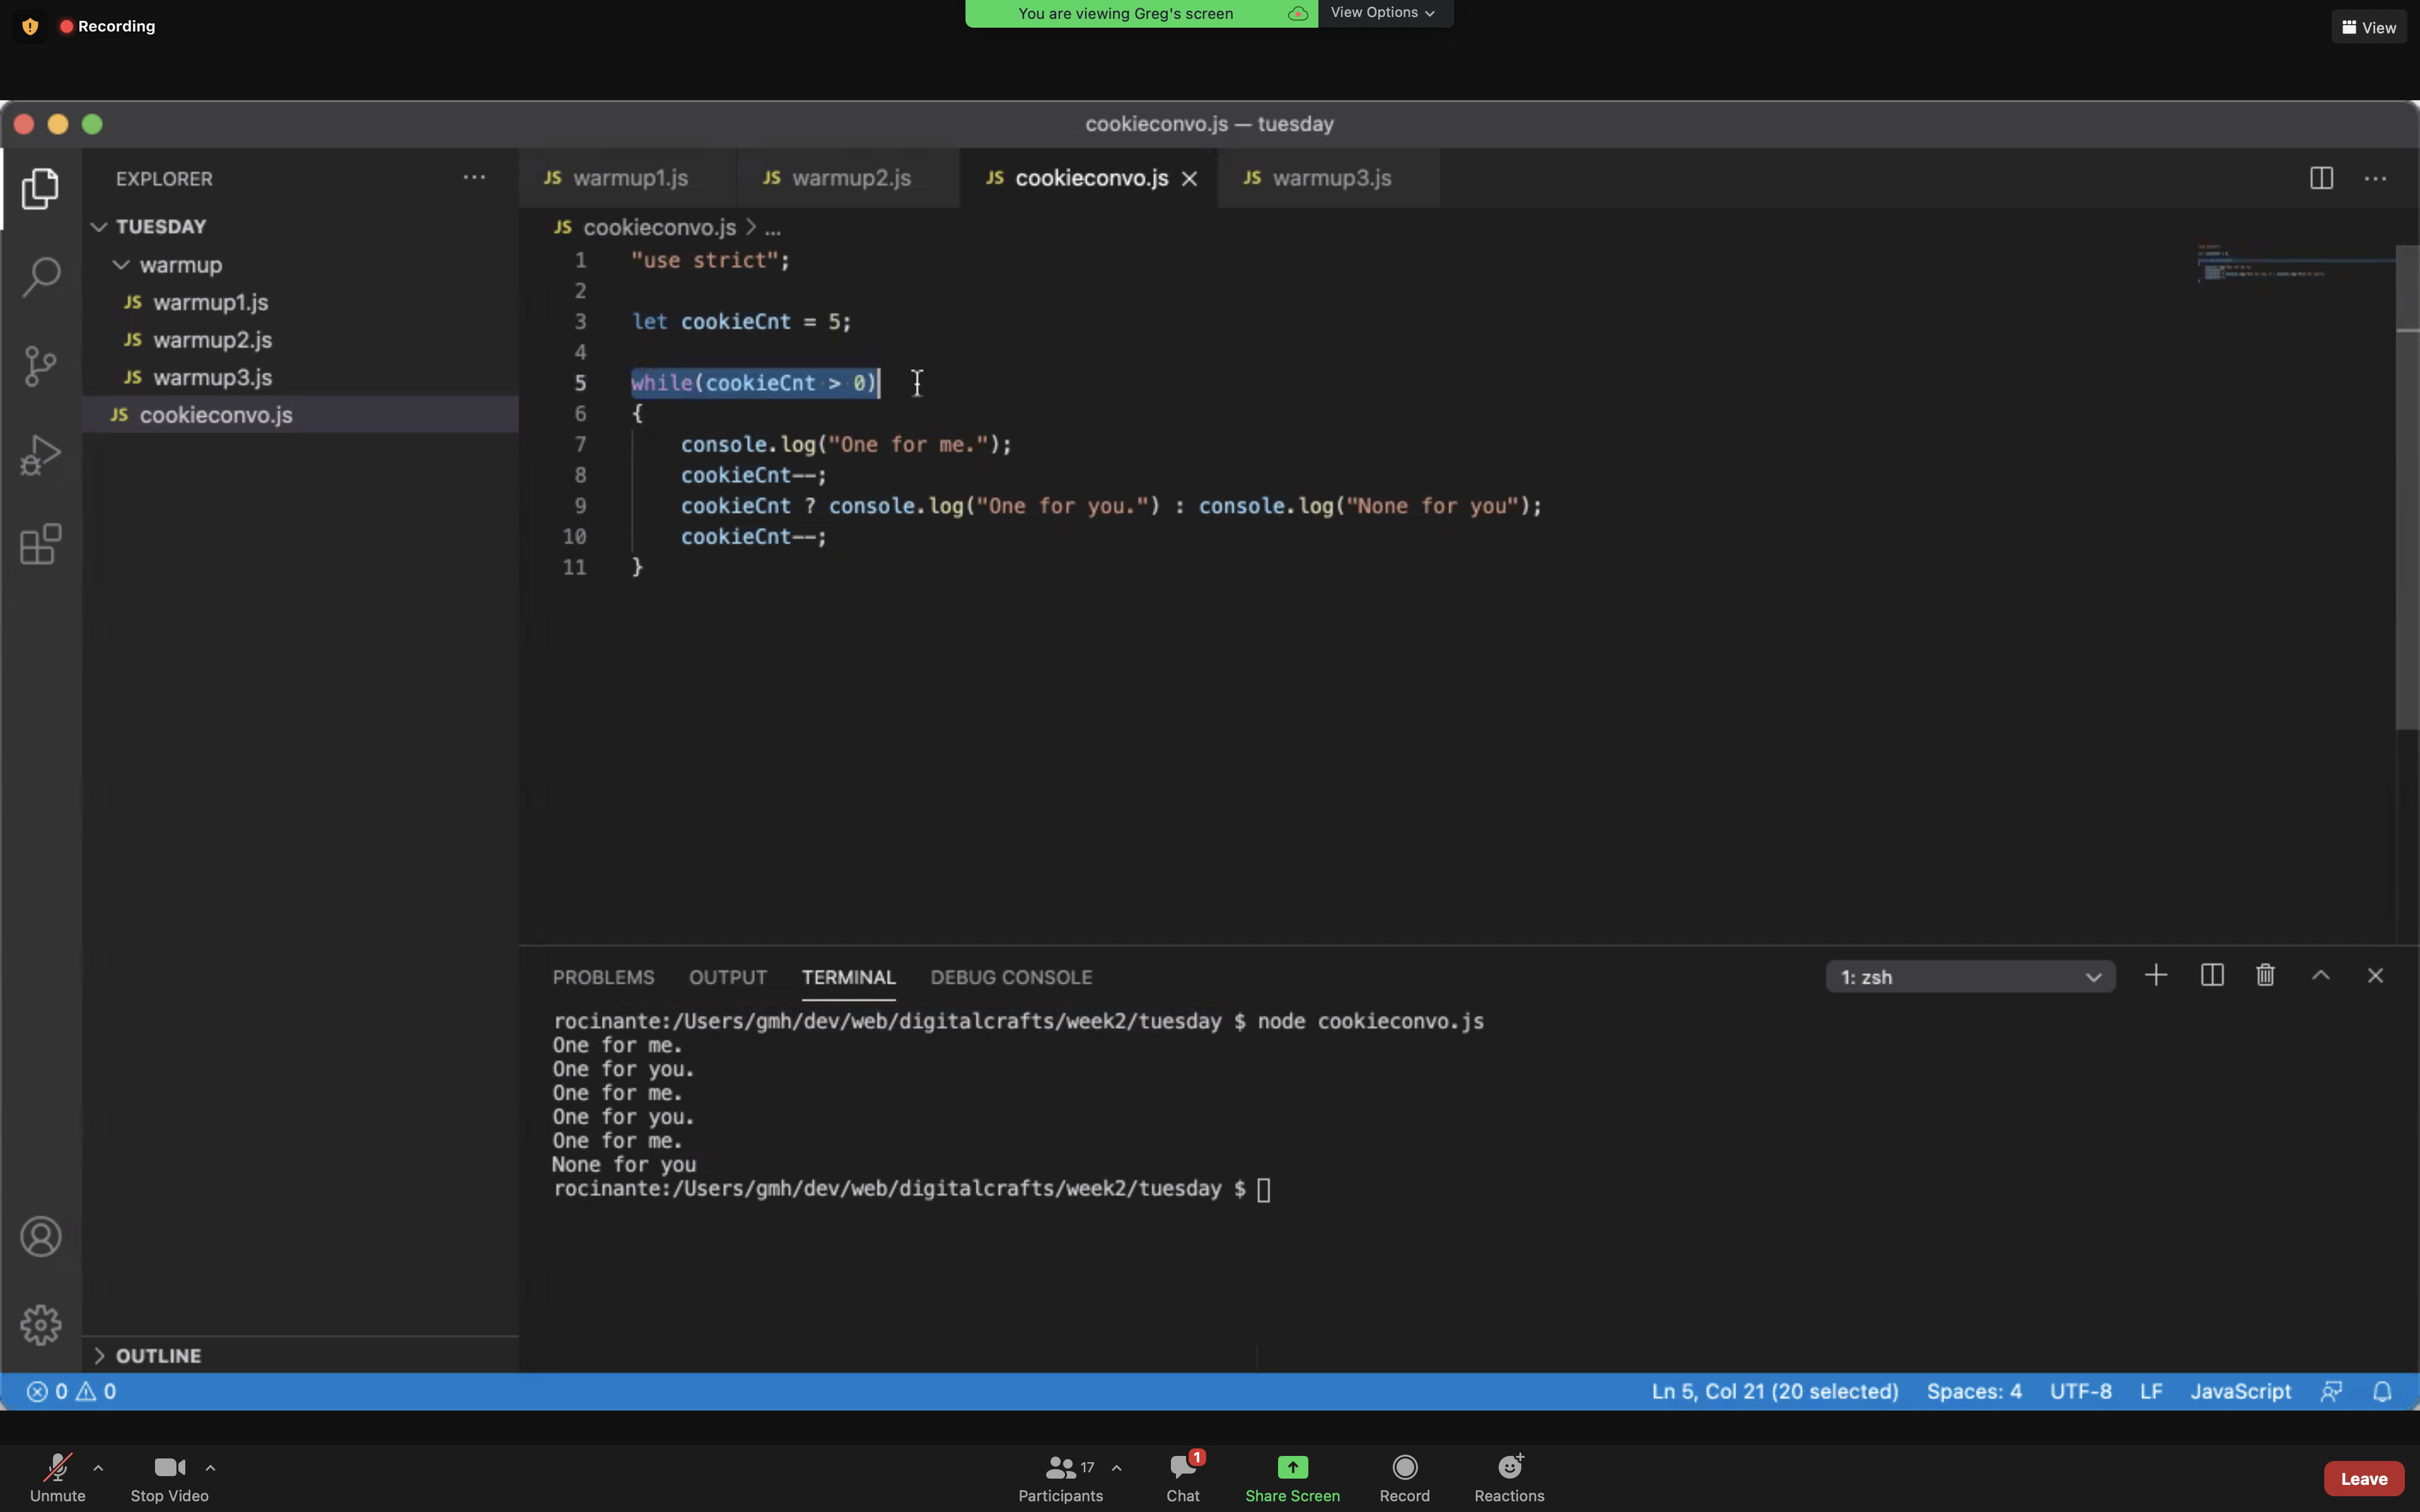 Recording
You are viewing Greg's screen
View Options
View
cookieconvo.js — tuesday
EXPLORER
TUESDAY
warmup
JS warmup1.js
JS warmup2.js
JS warmup3.js
JS cookieconvo.js
OUTLINE
JS warmup1.js
JS warmup2.js
JS cookieconvo.js
JS warmup3.js
JS cookieconvo.js > ...
1 "use strict";
2
3 let cookieCnt = 5;
4
5 while(cookieCnt > 0)
6 {
7 console.log("One for me.");
8 cookieCnt--;
9 cookieCnt ? console.log("One for you.") : console.log("None for you");
10 cookieCnt--;
11 }
PROBLEMS OUTPUT TERMINAL DEBUG CONSOLE
1: zsh
rocinante:/Users/gmh/dev/web/digitalcrafts/week2/tuesday $ node cookieconvo.js
One for me.
One for you.
One for me.
One for you.
One for me.
None for you
rocinante:/Users/gmh/dev/web/digitalcrafts/week2/tuesday $
0 0
Ln 5, Col 21 (20 selected) Spaces: 4 UTF-8 LF JavaScript
Unmute
Stop Video
17
Participants
1
Chat
Share Screen
Record
Reactions
Leave